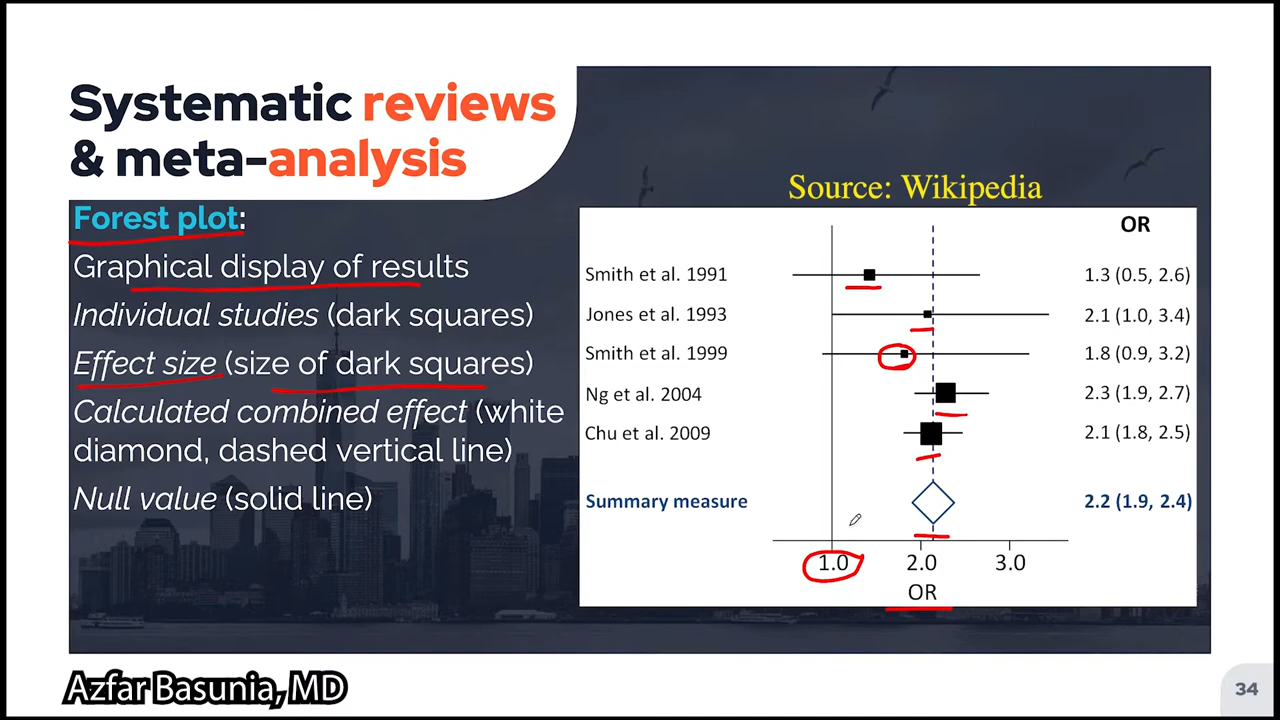 Systematic reviews
& meta-analysis
Forest plot:
Graphical display of results
Individual studies (dark squares)
Effect size (size of dark squares)
Calculated combined effect (white
diamond, dashed vertical line)
Null value (solid line)
Source: Wikipedia
OR
Smith et al. 1991 1.3 (0.5, 2.6)
Jones et al. 1993 2.1 (1.0, 3.4)
Smith et al. 1999 1.8 (0.9, 3.2)
Ng et al. 2004 2.3 (1.9, 2.7)
Chu et al. 2009 2.1 (1.8, 2.5)
Summary measure 2.2 (1.9, 2.4)
1.0 2.0 3.0
OR
Azfar Basunia, MD
34